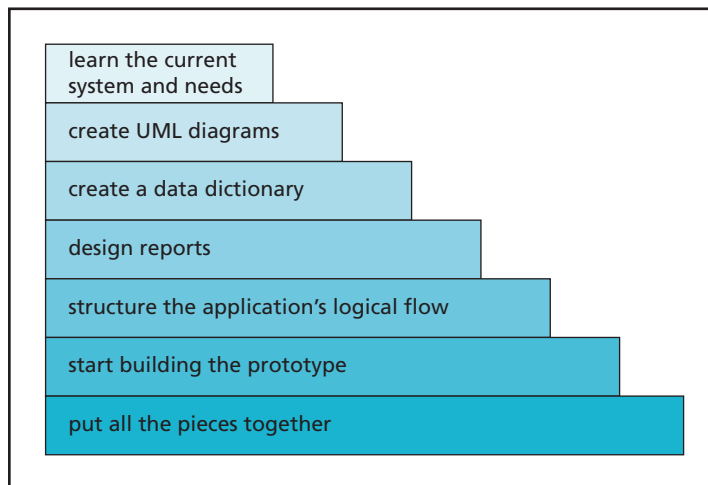 learn the current
system and needs
create UML diagrams
create a data dictionary
design reports
structure the application’s logical flow
start building the prototype
put all the pieces together